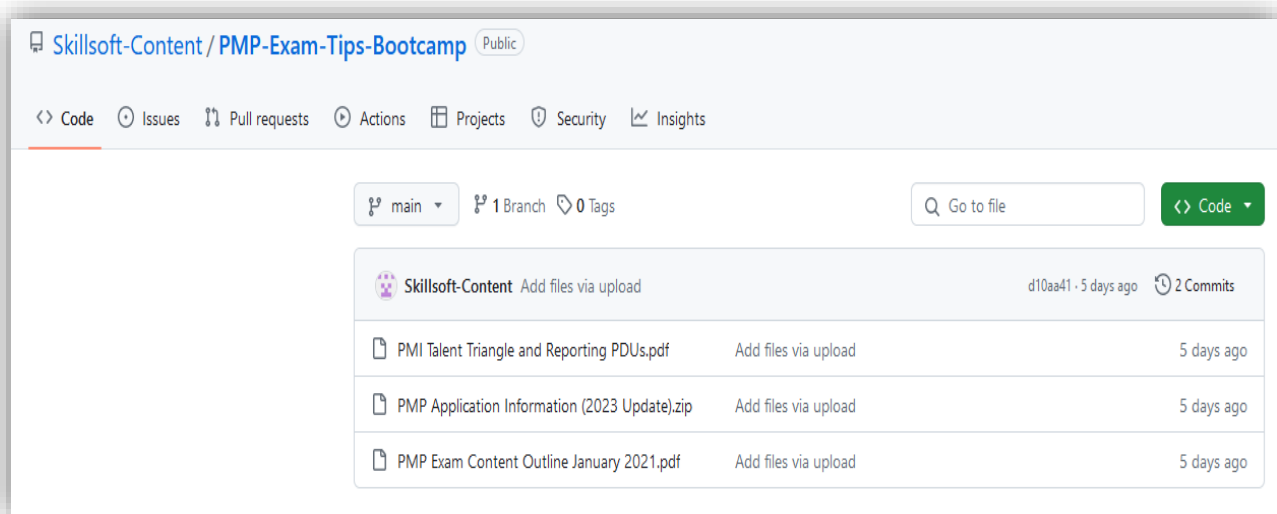 Skillsoft-Content / PMP-Exam-Tips-Bootcamp Public
<> Code Issues Pull requests Actions Projects Security Insights
main 1 Branch 0 Tags Go to file <> Code
Skillsoft-Content Add files via upload d10aa41 · 5 days ago 2 Commits
PMI Talent Triangle and Reporting PDUs.pdf Add files via upload 5 days ago
PMP Application Information (2023 Update).zip Add files via upload 5 days ago
PMP Exam Content Outline January 2021.pdf Add files via upload 5 days ago